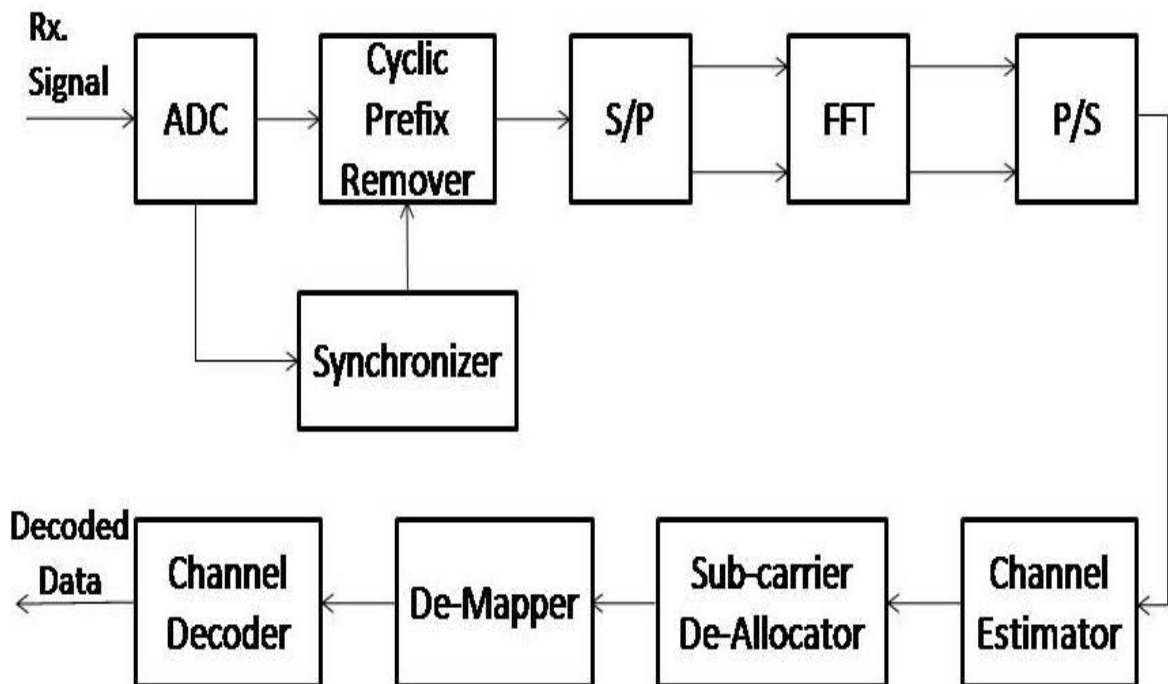 Rx.
Signal
ADC
Cyclic
Prefix
Remover
S/P
FFT
P/S
Synchronizer
Decoded
Data
Channel
Decoder
De-Mapper
Sub-carrier
De-Allocator
Channel
Estimator